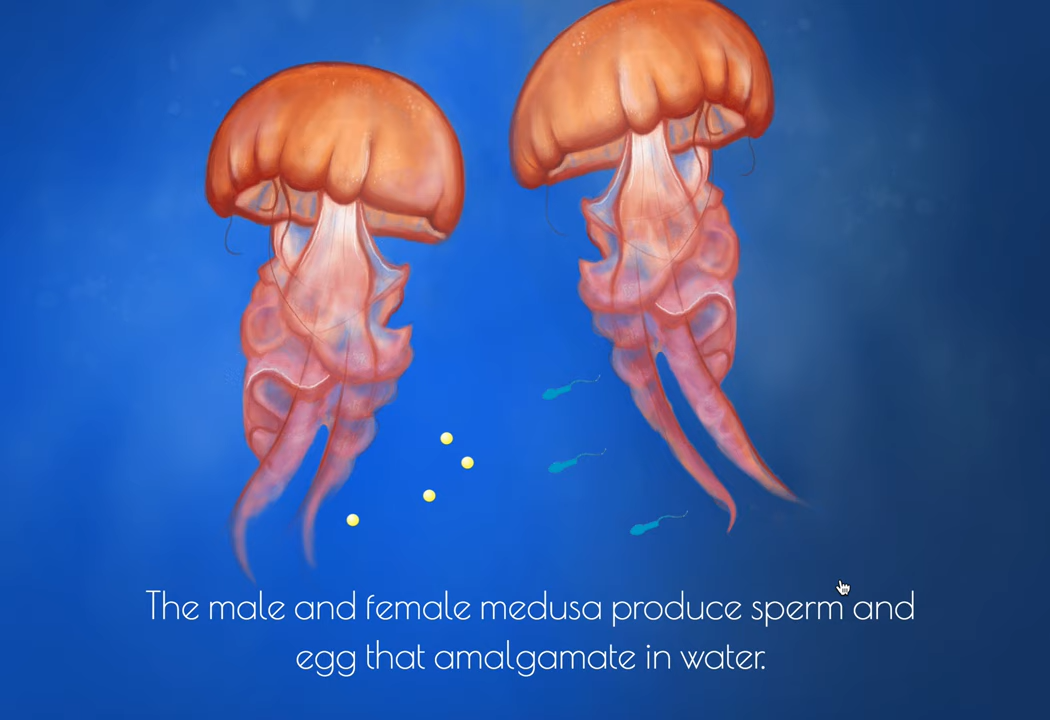 The male and female medusa produce sperm and
egg that amalgamate in water.